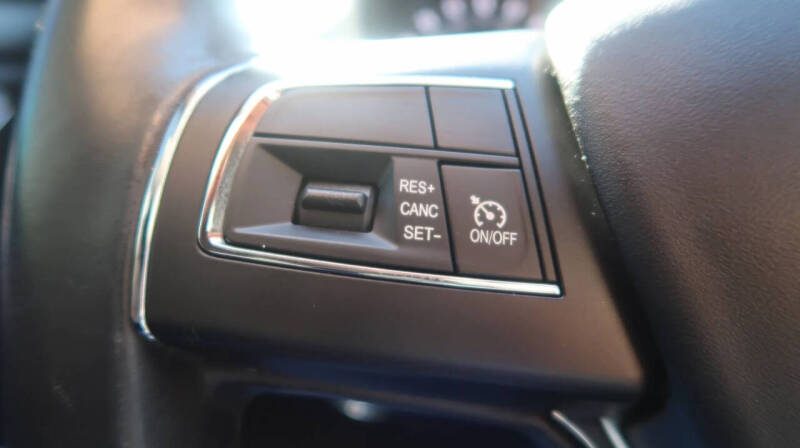 RES+
CANC
SET-
ON/OFF